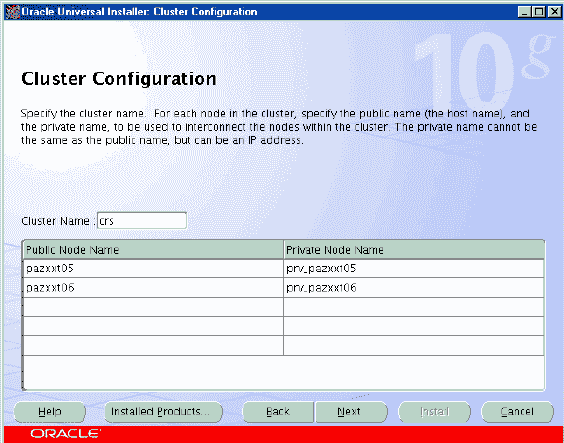 Oracle Universal Installer: Cluster Configuration
10g
Cluster Configuration
Specify the cluster name. For each node in the cluster, specify the public name (the host name), and
the private name, to be used to interconnect the nodes within the cluster. The private name cannot be
the same as the public name, but can be an IP address.
Cluster Name : crs
Public Node Name Private Node Name
pazxxt05 prv_pazxxt05
pazxxt06 prv_pazxxt06
Help Installed Products... Back Next Install Cancel
ORACLE